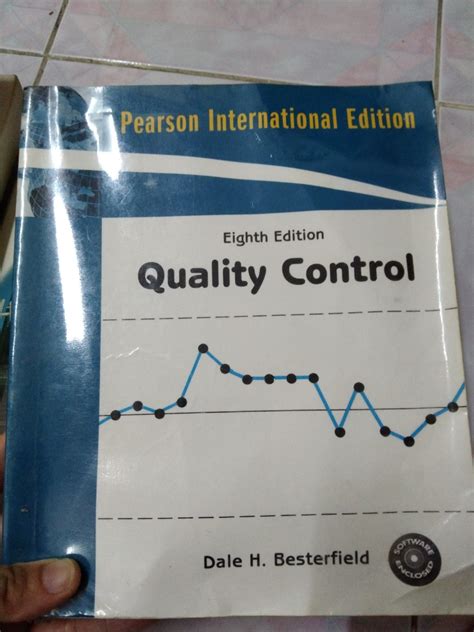 Pearson International Edition
Eighth Edition
Quality Control
Dale H. Besterfield
SOFTWARE
ENCLOSED